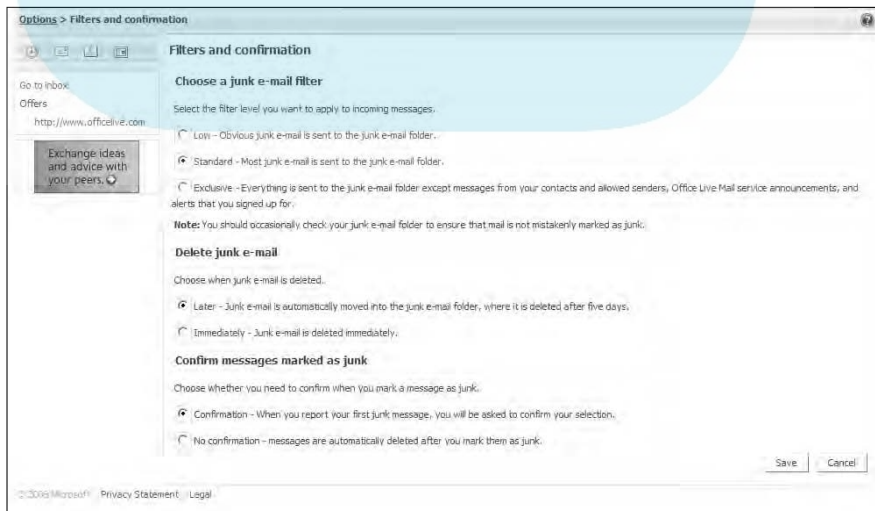 Options > Filters and confirmation
Filters and confirmation
Go to inbox
Offers
http://www.officelive.com
Exchange ideas
and advice with
your peers.
Choose a junk e-mail filter
Select the filter level you want to apply to incoming messages.
Low - Obvious junk e-mail is sent to the junk e-mail folder.
Standard - Most junk e-mail is sent to the junk e-mail folder.
Exclusive - Everything is sent to the junk e-mail folder except messages from your contacts and allowed senders, Office Live Mail service announcements, and
alerts that you signed up for.
Note: You should occasionally check your junk e-mail folder to ensure that mail is not mistakenly marked as junk.
Delete junk e-mail
Choose when junk e-mail is deleted.
Later - Junk e-mail is automatically moved into the junk e-mail folder, where it is deleted after five days.
Immediately - Junk e-mail is deleted immediately.
Confirm messages marked as junk
Choose whether you need to confirm when you mark a message as junk.
Confirmation - When you report your first junk message, you will be asked to confirm your selection.
No confirmation - messages are automatically deleted after you mark them as junk.
Save Cancel
© 2006 Microsoft Privacy Statement Legal